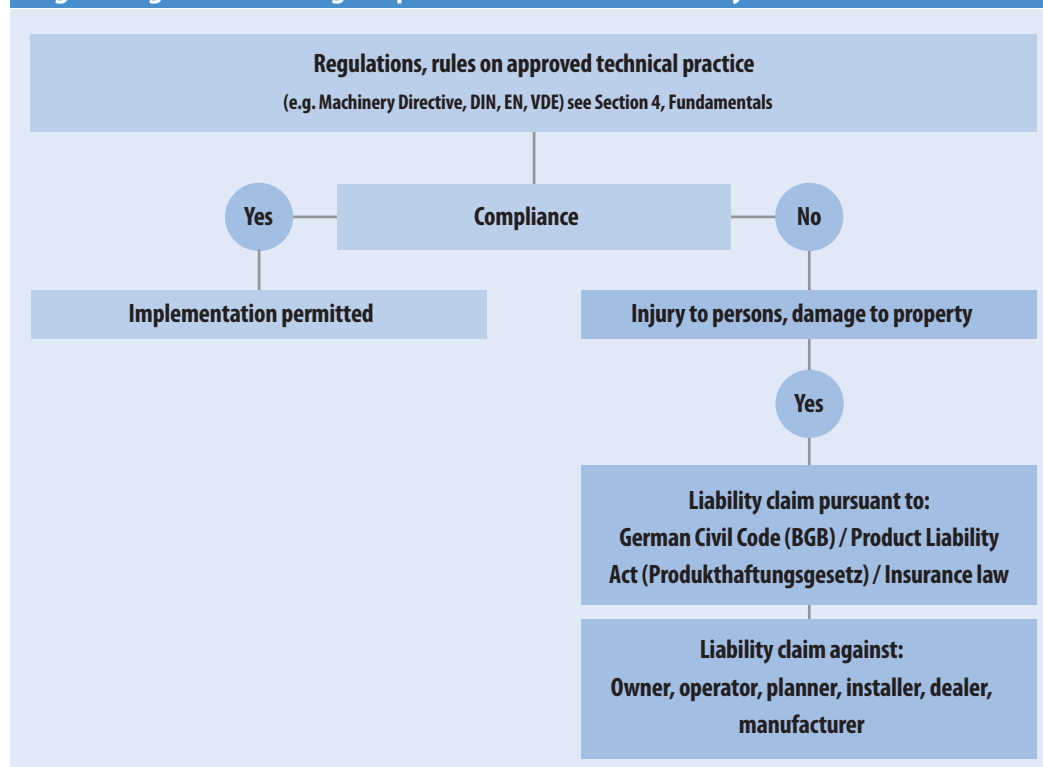 Regulations, rules on approved technical practice
(e.g. Machinery Directive, DIN, EN, VDE) see Section 4, Fundamentals
Yes
Compliance
No
Implementation permitted
Injury to persons, damage to property
Yes
Liability claim pursuant to:
German Civil Code (BGB) / Product Liability
Act (Produkthaftungsgesetz) / Insurance law
Liability claim against:
Owner, operator, planner, installer, dealer,
manufacturer